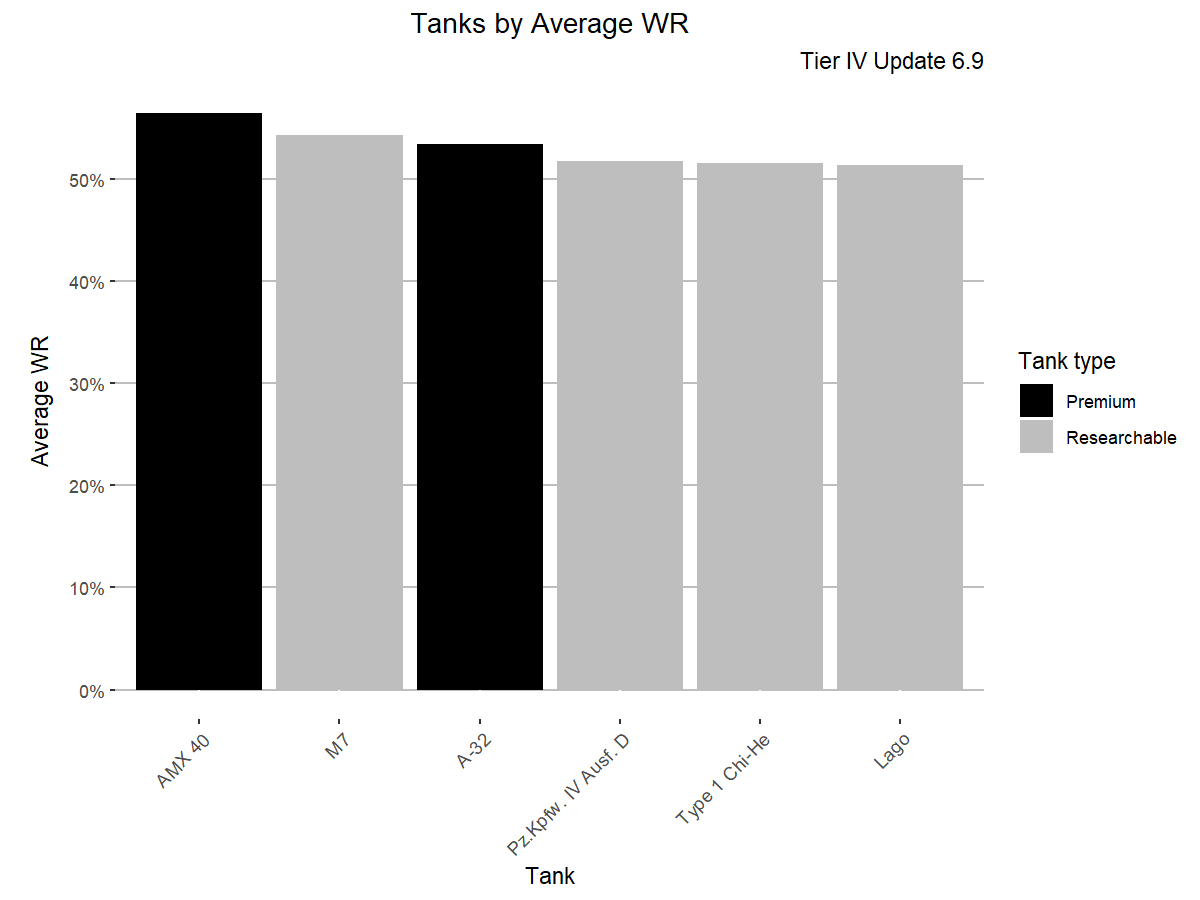 Tanks by Average WR
Tier IV Update 6.9
Average WR
50%
40%
30%
20%
10%
0%
AMX 40
M7
A-32
Pz.Kpfw. IV Ausf. D
Type 1 Chi-He
Lago
Tank
Tank type
Premium
Researchable